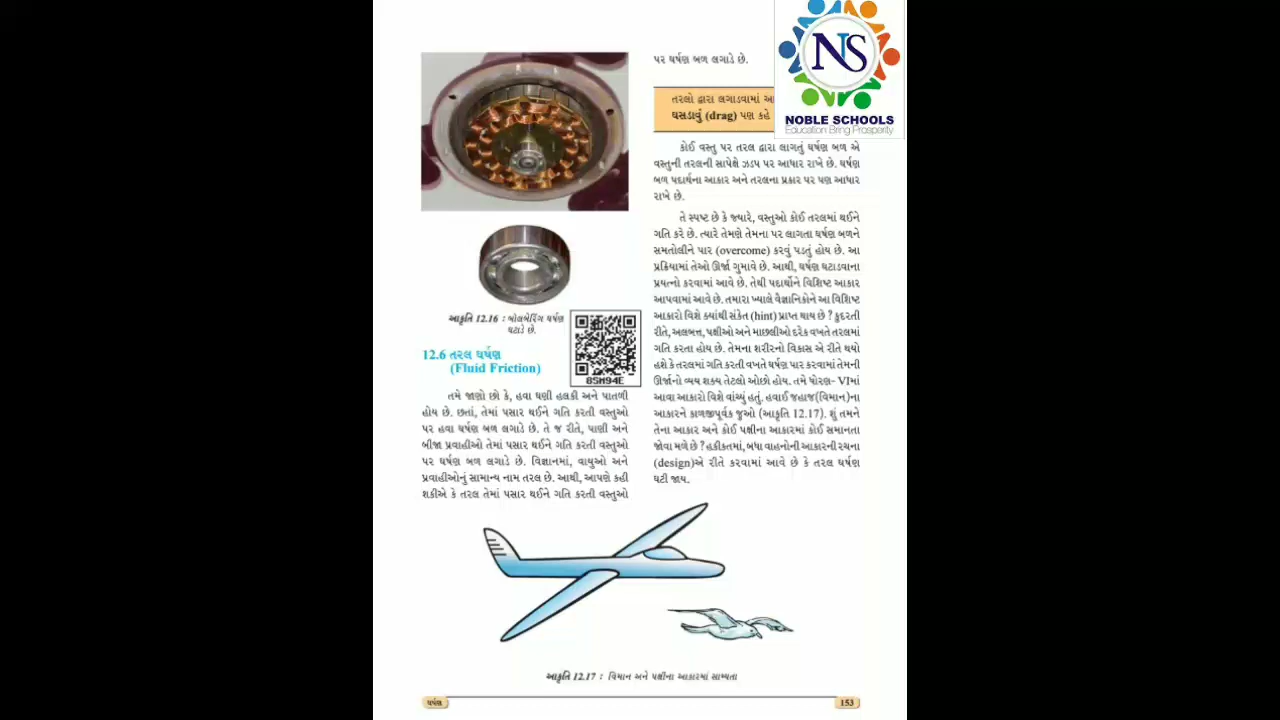 આકૃતિ 12.16 : બોલબેરિંગ ઘર્ષણ
ઘટાડે છે.
12.6 તરલ ઘર્ષણ
(Fluid Friction)
8SM94E
તમે જાણો છો કે, હવા ઘણી હલકી અને પાતળી
હોય છે. છતાં, તેમાં પસાર થઈને ગતિ કરતી વસ્તુઓ
પર હવા ઘર્ષણ બળ લગાડે છે. તે જ રીતે, પાણી અને
બીજા પ્રવાહીઓ તેમાં પસાર થઈને ગતિ કરતી વસ્તુઓ
પર ઘર્ષણ બળ લગાડે છે. વિજ્ઞાનમાં, વાયુઓ અને
પ્રવાહીઓનું સામાન્ય નામ તરલ છે. આથી, આપણે કહી
શકીએ કે તરલ તેમાં પસાર થઈને ગતિ કરતી વસ્તુઓ
પર ઘર્ષણ બળ લગાડે છે.
તરલો દ્વારા લગાડવામાં
ઘસડાવું (drag) પણ કહે
કોઈ વસ્તુ પર તરલ દ્વારા લાગતું ઘર્ષણ બળ એ
વસ્તુની તરલની સાપેક્ષે ઝડપ પર આધાર રાખે છે. ઘર્ષણ
બળ પદાર્થના આકાર અને તરલના પ્રકાર પર પણ આધાર
રાખે છે.
તે સ્પષ્ટ છે કે જ્યારે, વસ્તુઓ કોઈ તરલમાં થઈને
ગતિ કરે છે. ત્યારે તેમણે તેમના પર લાગતા ઘર્ષણ બળને
સમતોલીને પાર (overcome) કરવું પડતું હોય છે. આ
પ્રક્રિયામાં તેઓ ઊર્જા ગુમાવે છે. આથી, ઘર્ષણ ઘટાડવાના
પ્રયત્નો કરવામાં આવે છે. તેથી પદાર્થોને વિશિષ્ટ આકાર
આપવામાં આવે છે. તમારા ખ્યાલે વૈજ્ઞાનિકોને આ વિશિષ્ટ
આકારો વિશે ક્યાંથી સંકેત (hint) પ્રાપ્ત થાય છે ? કુદરતી
રીતે, અલબત્ત, પક્ષીઓ અને માછલીઓ દરેક વખતે તરલમાં
ગતિ કરતા હોય છે. તેમના શરીરનો વિકાસ એ રીતે થયો
હશે કે તરલમાં ગતિ કરતી વખતે ઘર્ષણ પાર કરવામાં તેમની
ઊર્જાનો વ્યય શક્ય તેટલો ઓછો હોય. તમે ધોરણ- VIમાં
આવા આકારો વિશે વાંચ્યું હતું. હવાઈ જહાજ(વિમાન)ના
આકારને કાળજીપૂર્વક જુઓ (આકૃતિ 12.17). શું તમને
તેના આકાર અને કોઈ પક્ષીના આકારમાં કોઈ સમાનતા
જોવા મળે છે ? હકીકતમાં, બધા વાહનોની આકારની રચના
(design)એ રીતે કરવામાં આવે છે કે તરલ ઘર્ષણ
ઘટી જાય.
NS
NOBLE SCHOOLS
Education Bring Prosperity
આકૃતિ 12.17 : વિમાન અને પક્ષીના આકારમાં સામ્યતા
ઘર્ષણ
153